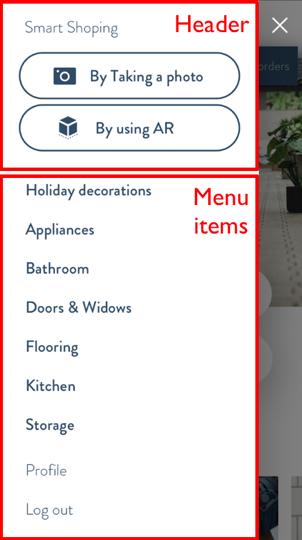 Smart Shoping
Header
By Taking a photo
By using AR
orders
Holiday decorations
Menu
items
Appliances
Bathroom
Doors & Widows
Flooring
Kitchen
Storage
Profile
Log out